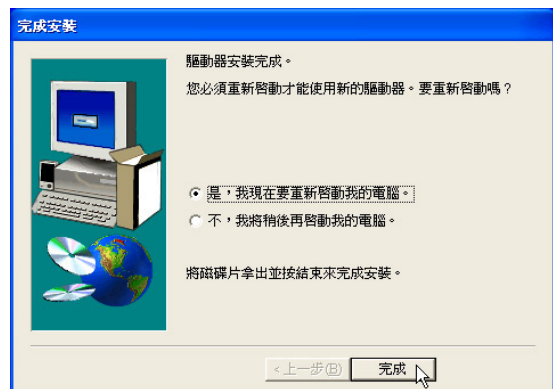 完成安裝
驅動器安裝完成。
您必須重新啓動才能使用新的驅動器。要重新啓動嗎？
是，我現在要重新啓動我的電腦。
不，我將稍後再啓動我的電腦。
將磁碟片拿出並按結束來完成安裝。
<上一步(B) 完成